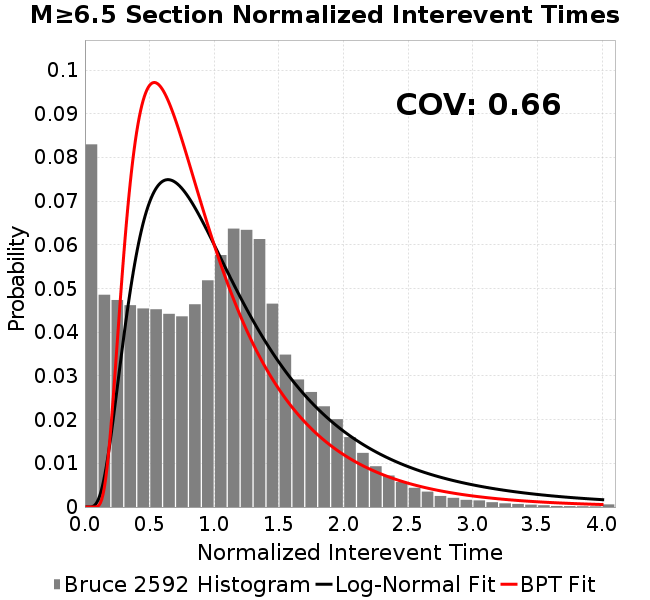 M≥6.5 Section Normalized Interevent Times
COV: 0.66
Probability
0.1
0.09
0.08
0.07
0.06
0.05
0.04
0.03
0.02
0.01
0
0.0 0.5 1.0 1.5 2.0 2.5 3.0 3.5 4.0
Normalized Interevent Time
Bruce 2592 Histogram Log-Normal Fit BPT Fit